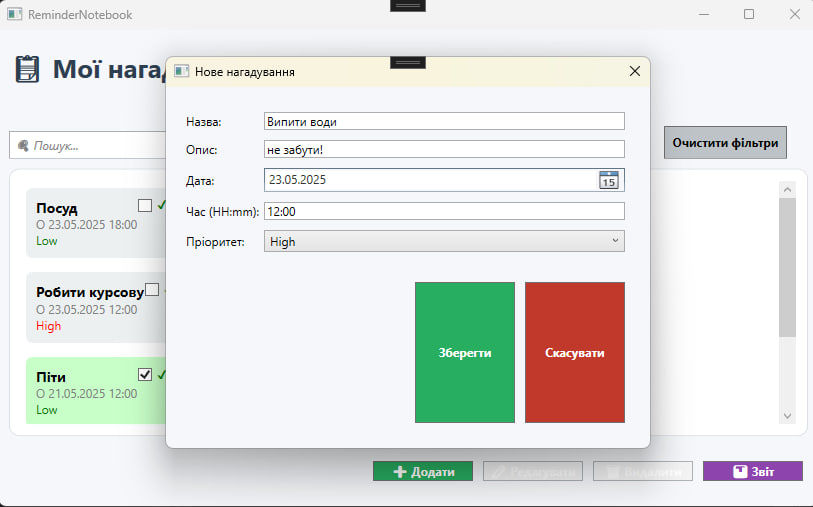 ReminderNotebook
Мої нагад
Нове нагадування
Назва: Випити води
Опис: не забути!
Дата: 23.05.2025 15
Час (HH:mm): 12:00
Пріоритет: High
Зберегти Скасувати
Пошук...
Очистити фільтри
Посуд
О 23.05.2025 18:00
Low
Робити курсову
О 23.05.2025 12:00
High
Піти
О 21.05.2025 12:00
Low
Додати Редагувати Видалити Звіт